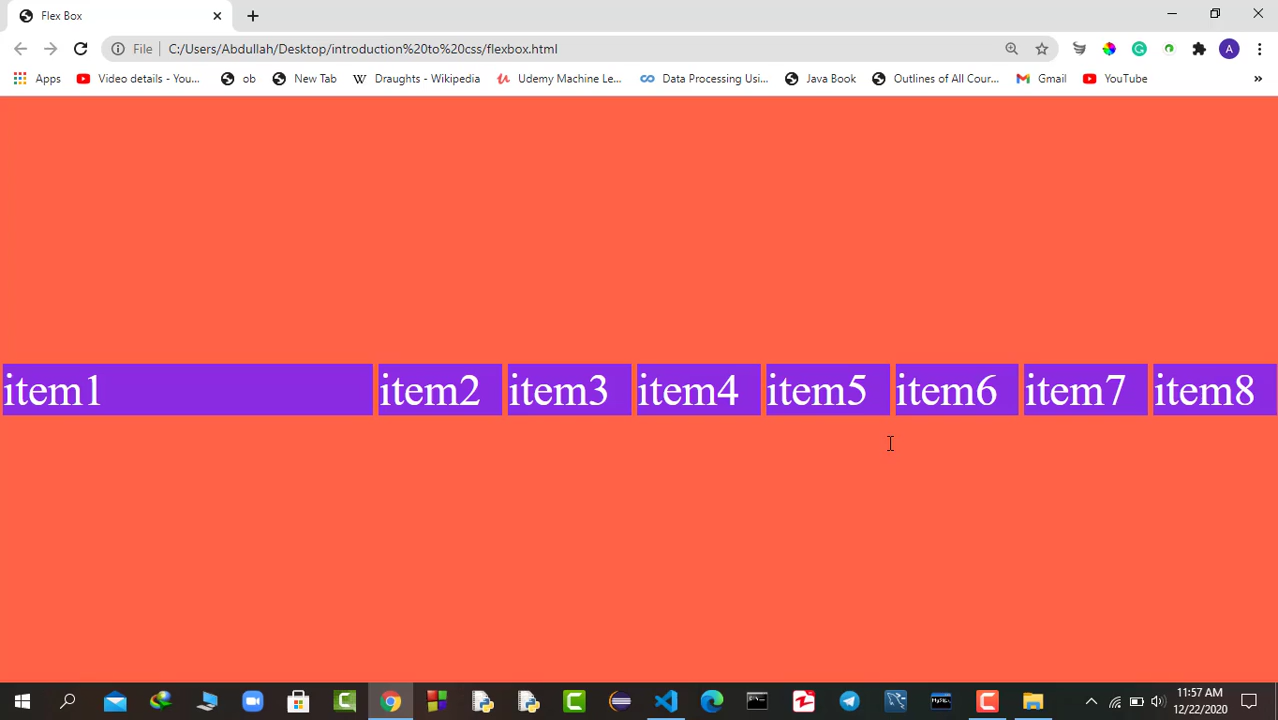 Flex Box
File C:/Users/Abdullah/Desktop/introduction%20to%20css/flexbox.html A
Apps Video details - You... ob New Tab Draughts - Wikipedia Udemy Machine Le... Data Processing Usi... Java Book Outlines of All Cour... Gmail YouTube »
item1 item2 item3 item4 item5 item6 item7 item8
11:57 AM
12/22/2020